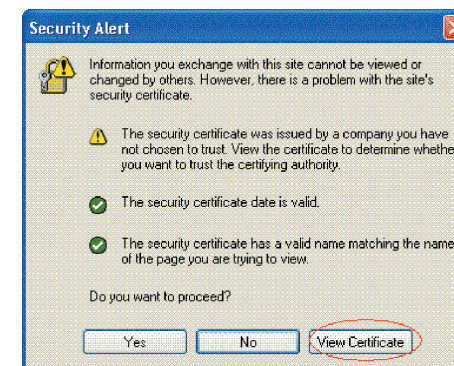 Security Alert
Information you exchange with this site cannot be viewed or
changed by others. However, there is a problem with the site's
security certificate.
The security certificate was issued by a company you have
not chosen to trust. View the certificate to determine whethe
you want to trust the certifying authority.
The security certificate date is valid.
The security certificate has a valid name matching the name
of the page you are trying to view.
Do you want to proceed?
Yes No View Certificate